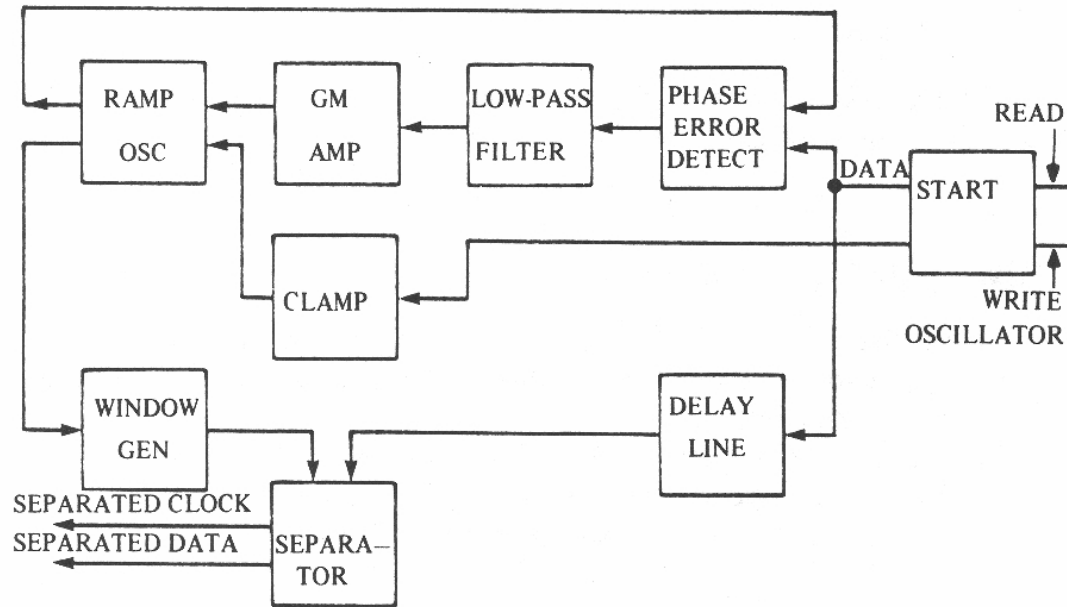 RAMP
OSC
GM
AMP
LOW-PASS
FILTER
PHASE
ERROR
DETECT
READ
DATA
START
CLAMP
WRITE
OSCILLATOR
WINDOW
GEN
DELAY
LINE
SEPARATED CLOCK
SEPARATED DATA
SEPARA–
TOR